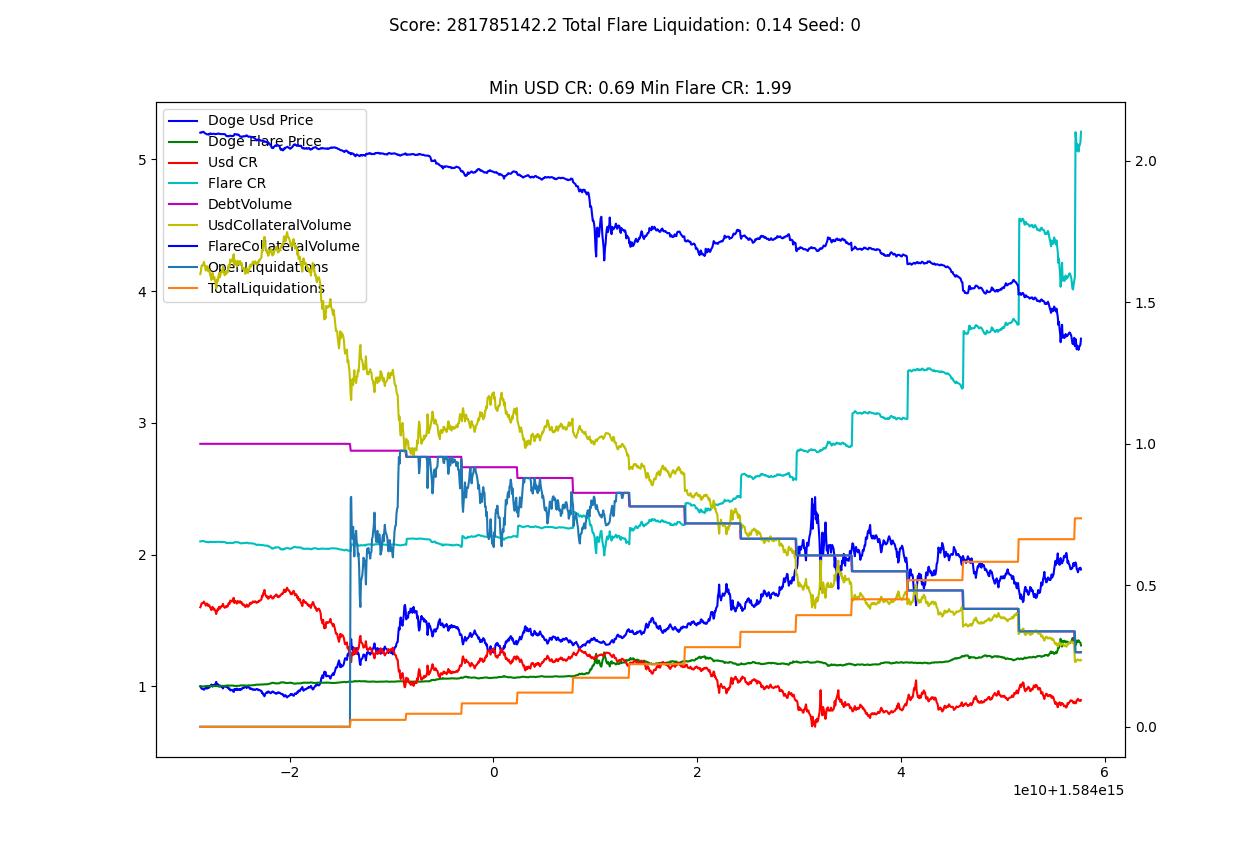 Score: 281785142.2 Total Flare Liquidation: 0.14 Seed: 0
Min USD CR: 0.69 Min Flare CR: 1.99
Doge Usd Price
Doge Flare Price
Usd CR
Flare CR
DebtVolume
UsdCollateralVolume
FlareCollateralVolume
OpenLiquidations
TotalLiquidations
5
4
3
2
1
2.0
1.5
1.0
0.5
0.0
−2
0
2
4
6
1e10+1.584e15